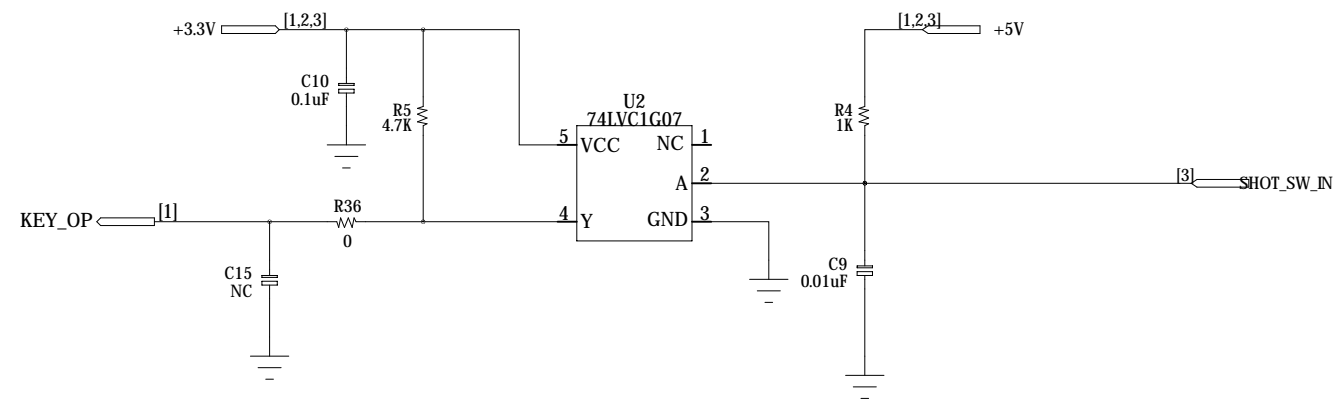 [1,2,3]
+3.3V
[1,2,3]
+5V
C10
0.1uF
R5
4.7K
U2
74LVC1G07
R4
1K
5
VCC
NC
1
A
2
[3]
SHOT_SW_IN
KEY_OP
[1]
R36
0
4
Y
GND
3
C15
NC
C9
0.01uF